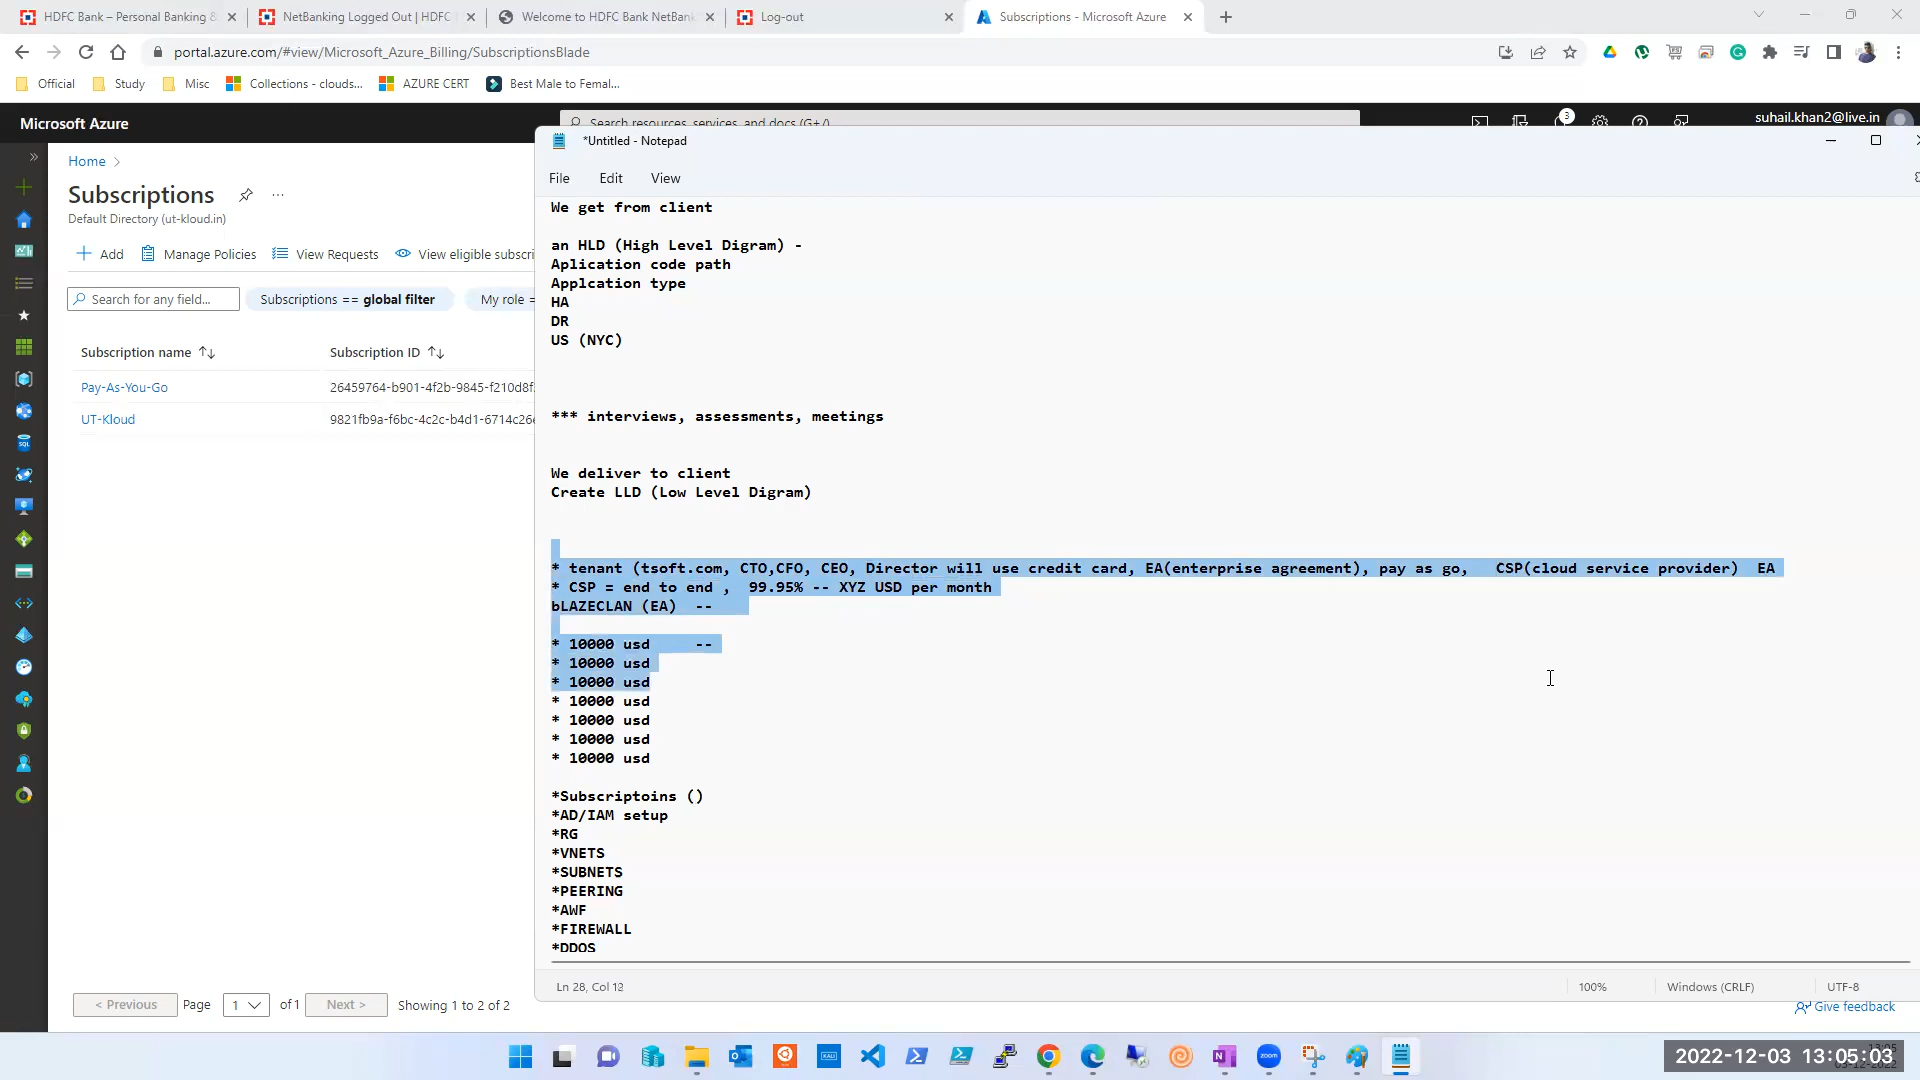 HDFC Bank – Personal Banking &
NetBanking Logged Out | HDFC
Welcome to HDFC Bank NetBank
Log-out
Subscriptions - Microsoft Azure
portal.azure.com/#view/Microsoft_Azure_Billing/SubscriptionsBlade
Official
Study
Misc
Collections - clouds...
AZURE CERT
Best Male to Femal...
Microsoft Azure
Search resources, services, and docs (G+/)
3
suhail.khan2@live.in
Home
Subscriptions
Default Directory (ut-kloud.in)
Add
Manage Policies
View Requests
View eligible subscri
Search for any field...
Subscriptions == global filter
My role =
Subscription name
Subscription ID
Pay-As-You-Go
26459764-b901-4f2b-9845-f210d8f
UT-Kloud
9821fb9a-f6bc-4c2c-b4d1-6714c26e
< Previous
Page
1
of 1
Next >
Showing 1 to 2 of 2
*Untitled - Notepad
File
Edit
View
We get from client
an HLD (High Level Digram) -
Aplication code path
Applcation type
HA
DR
US (NYC)
*** interviews, assessments, meetings
We deliver to client
Create LLD (Low Level Digram)
* tenant (tsoft.com, CTO,CFO, CEO, Director will use credit card, EA(enterprise agreement), pay as go,   CSP(cloud service provider)  EA
* CSP = end to end ,  99.95% -- XYZ USD per month
bLAZECLAN (EA)  --
* 10000 usd     --
* 10000 usd
* 10000 usd
* 10000 usd
* 10000 usd
* 10000 usd
* 10000 usd
*Subscriptoins ()
*AD/IAM setup
*RG
*VNETS
*SUBNETS
*PEERING
*AWF
*FIREWALL
*DDOS
Ln 28, Col 12
100%
Windows (CRLF)
UTF-8
Give feedback
2022-12-03 13:05:03